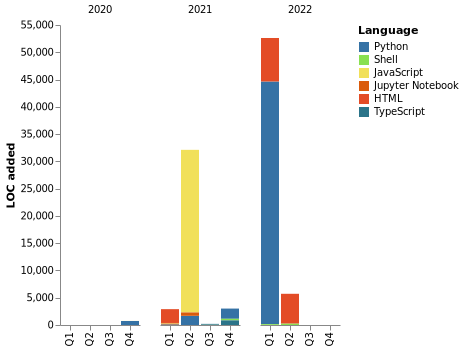 2020 2021 2022
55,000
50,000
45,000
40,000
35,000
30,000
25,000
20,000
15,000
10,000
5,000
0
LOC added
Q1 Q2 Q3 Q4 Q1 Q2 Q3 Q4 Q1 Q2 Q3 Q4
Language
Python
Shell
JavaScript
Jupyter Notebook
HTML
TypeScript